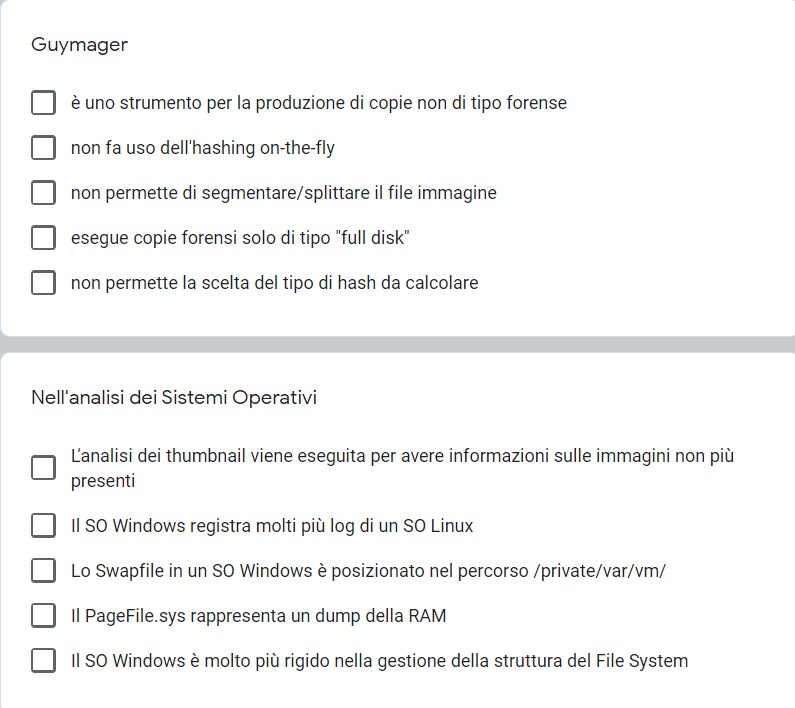 Guymager
è uno strumento per la produzione di copie non di tipo forense
non fa uso dell'hashing on-the-fly
non permette di segmentare/splittare il file immagine
esegue copie forensi solo di tipo "full disk"
non permette la scelta del tipo di hash da calcolare
Nell'analisi dei Sistemi Operativi
L'analisi dei thumbnail viene eseguita per avere informazioni sulle immagini non più
presenti
Il SO Windows registra molti più log di un SO Linux
Lo Swapfile in un SO Windows è posizionato nel percorso /private/var/vm/
Il PageFile.sys rappresenta un dump della RAM
Il SO Windows è molto più rigido nella gestione della struttura del File System